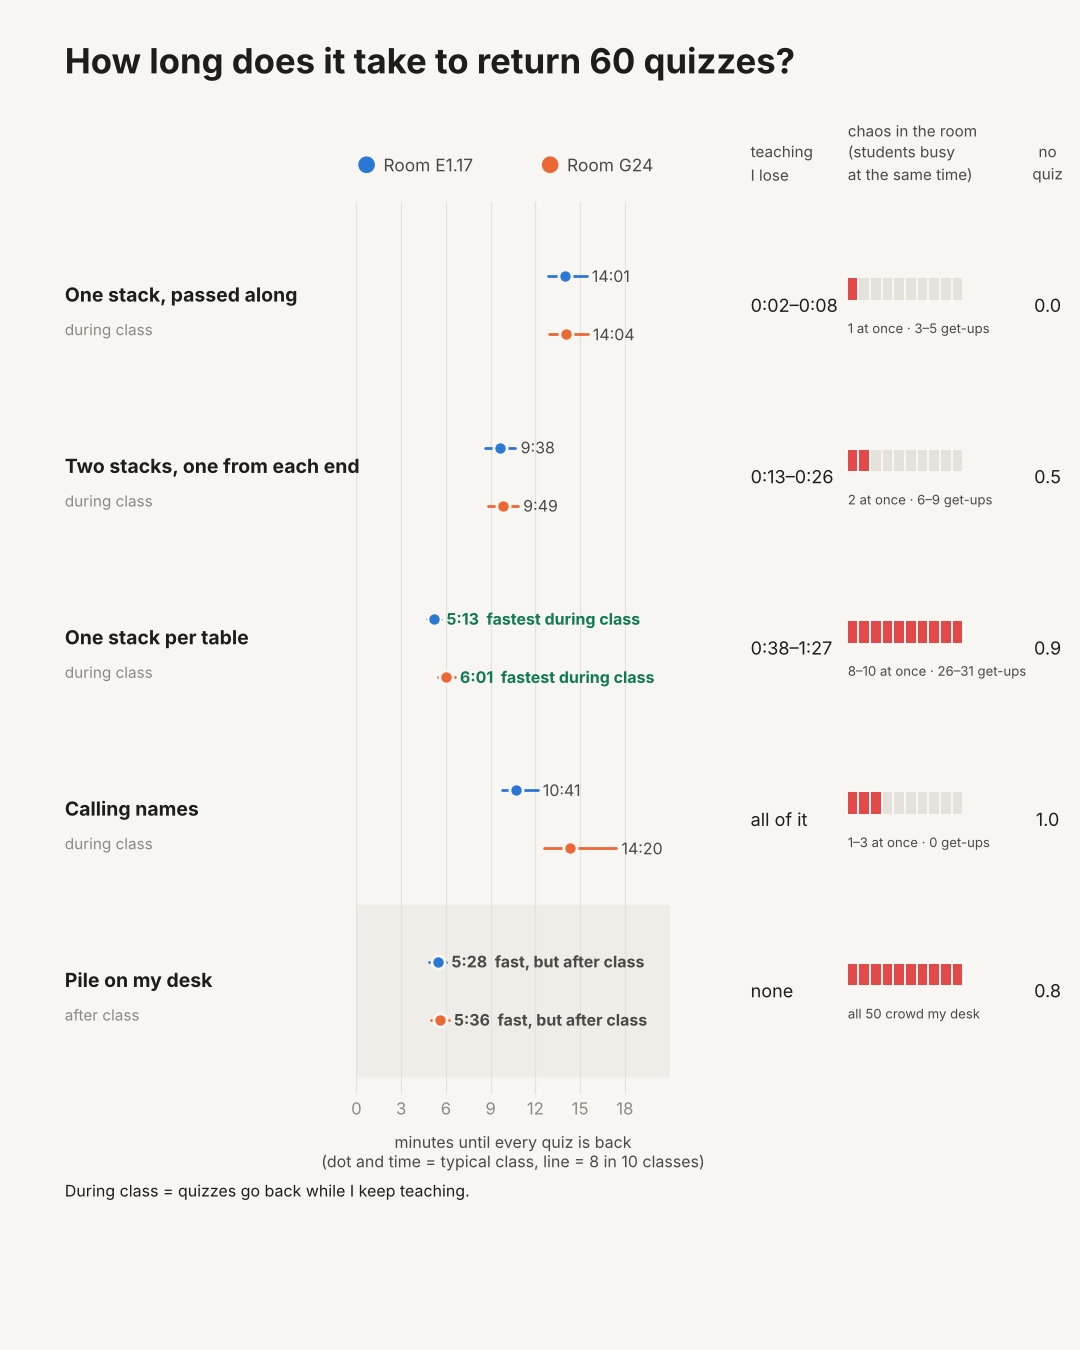 How long does it take to return 60 quizzes?
Room E1.17
Room G24
teaching
I lose
chaos in the room
(students busy
at the same time)
no
quiz
One stack, passed along
during class
14:01
14:04
0:02–0:08
1 at once · 3–5 get-ups
0.0
Two stacks, one from each end
during class
9:38
9:49
0:13–0:26
2 at once · 6–9 get-ups
0.5
One stack per table
during class
5:13 fastest during class
6:01 fastest during class
0:38–1:27
8–10 at once · 26–31 get-ups
0.9
Calling names
during class
10:41
14:20
all of it
1–3 at once · 0 get-ups
1.0
Pile on my desk
after class
5:28 fast, but after class
5:36 fast, but after class
none
all 50 crowd my desk
0.8
0 3 6 9 12 15 18
minutes until every quiz is back
(dot and time = typical class, line = 8 in 10 classes)
During class = quizzes go back while I keep teaching.